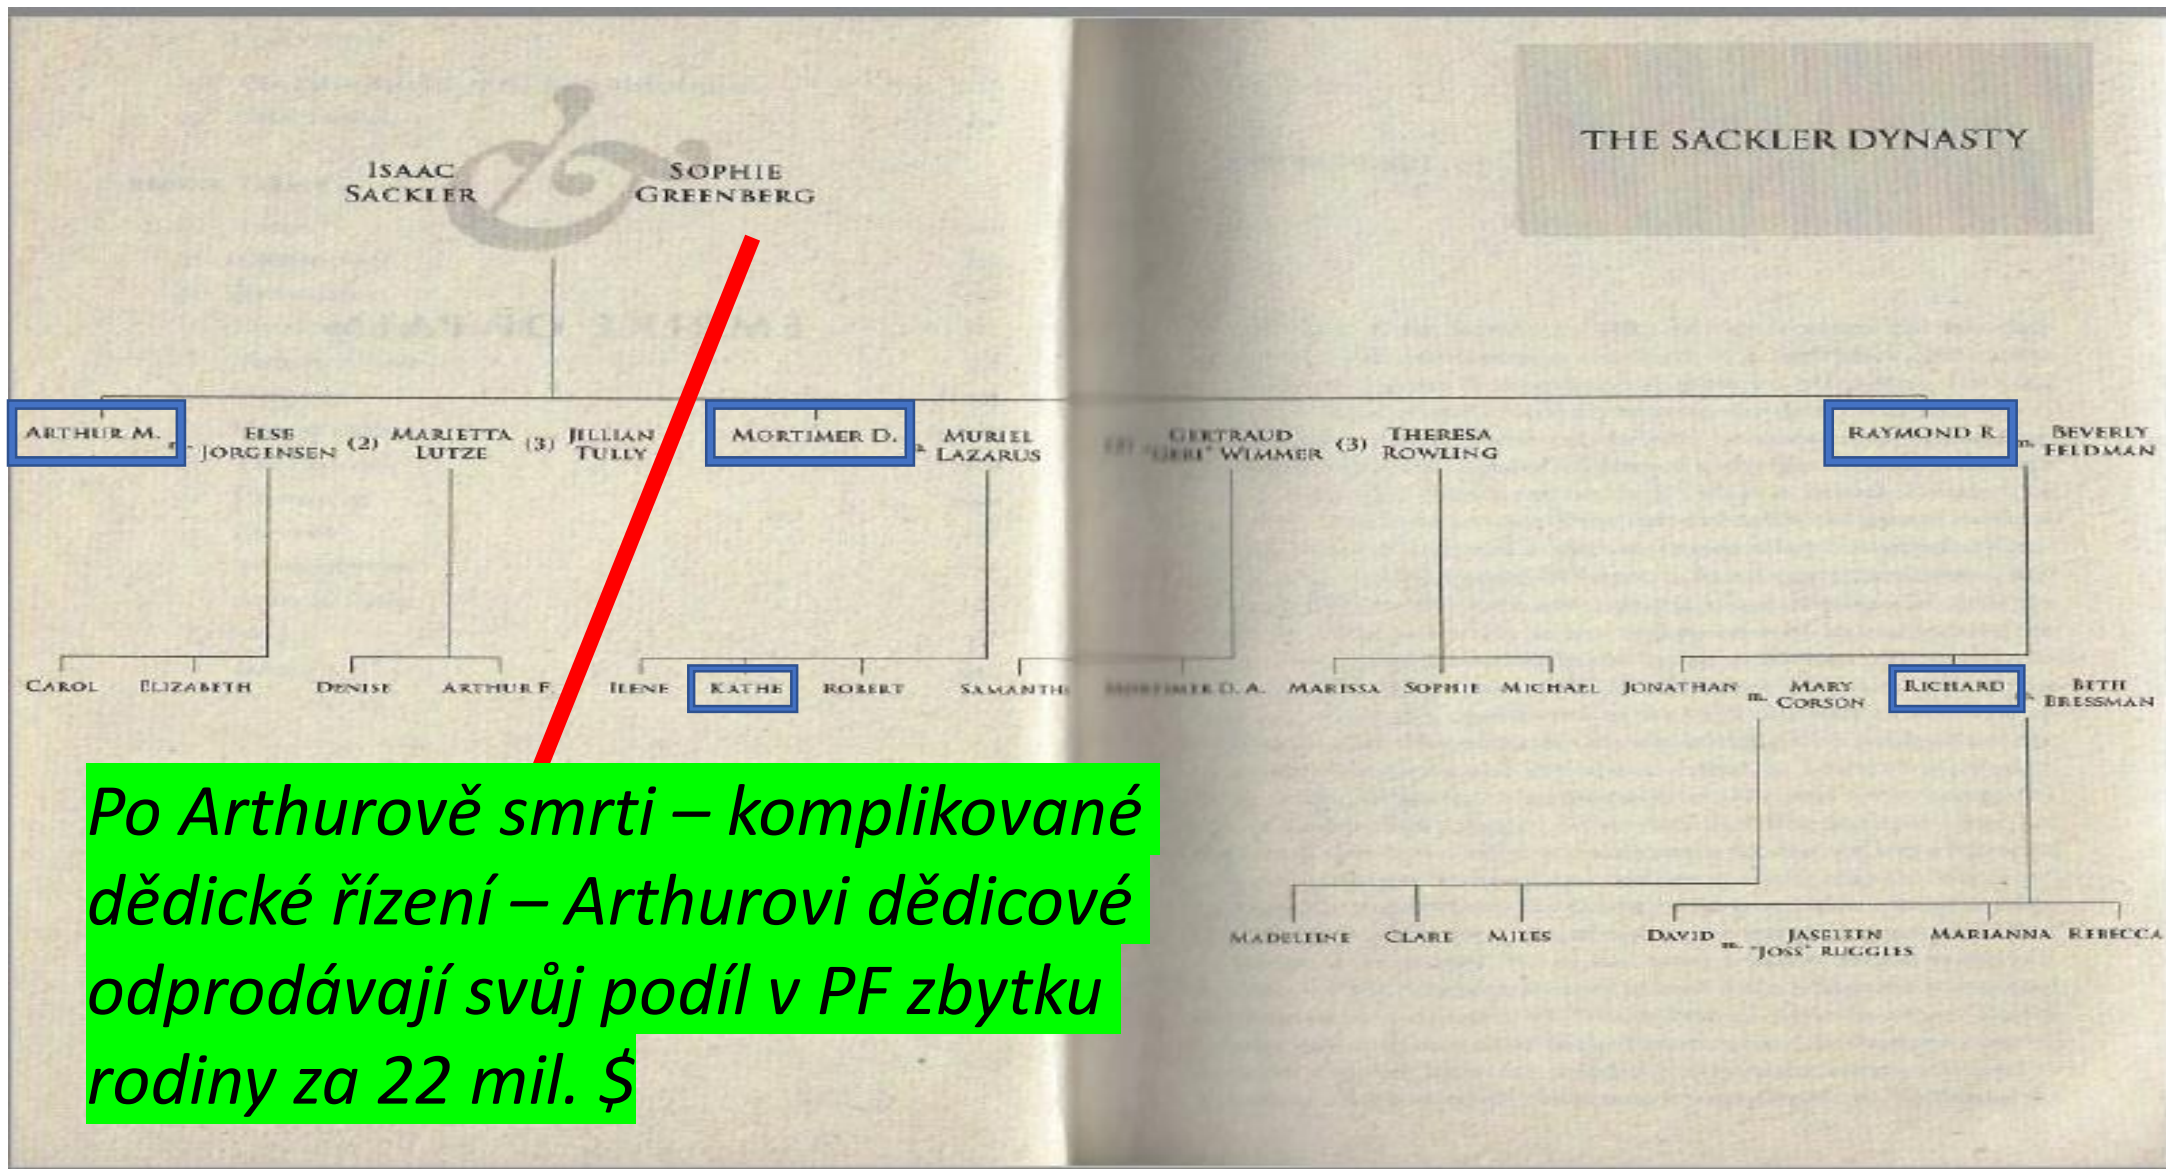 THE SACKLER DYNASTY
ISAAC SACKLER
SOPHIE GREENBERG
ARTHUR M. ELSE JORGENSEN (2) MARIETTA LUTZE (3) JILLIAN TULLY MORTIMER D. MURIEL LAZARUS GERTRAUD "GERI" WIMMER (3) THERESA ROWLING RAYMOND R. m. BEVERLY FELDMAN
CAROL ELIZABETH DENISE ARTHUR F. ILENE KATHE ROBERT SAMANTH MORTIMER D. A. MARISSA SOPHIE MICHAEL JONATHAN m. MARY CORSON RICHARD BETH BRESSMAN
MADELEINE CLARE MILES DAVID m. "JOSS" RUGGLES MARIANNA REBECCA
Po Arthurově smrti – komplikované
dědické řízení – Arthurovi dědicové
odprodávají svůj podíl v PF zbytku
rodiny za 22 mil. $